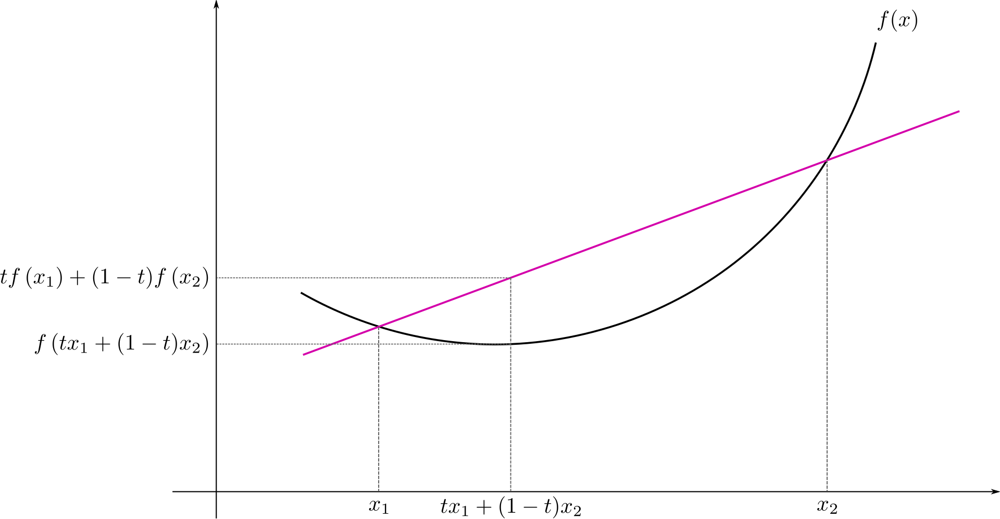 f(x)
tf (x₁) + (1 − t)f (x₂)
f (tx₁ + (1 − t)x₂)
x₁
tx₁ + (1 − t)x₂
x₂